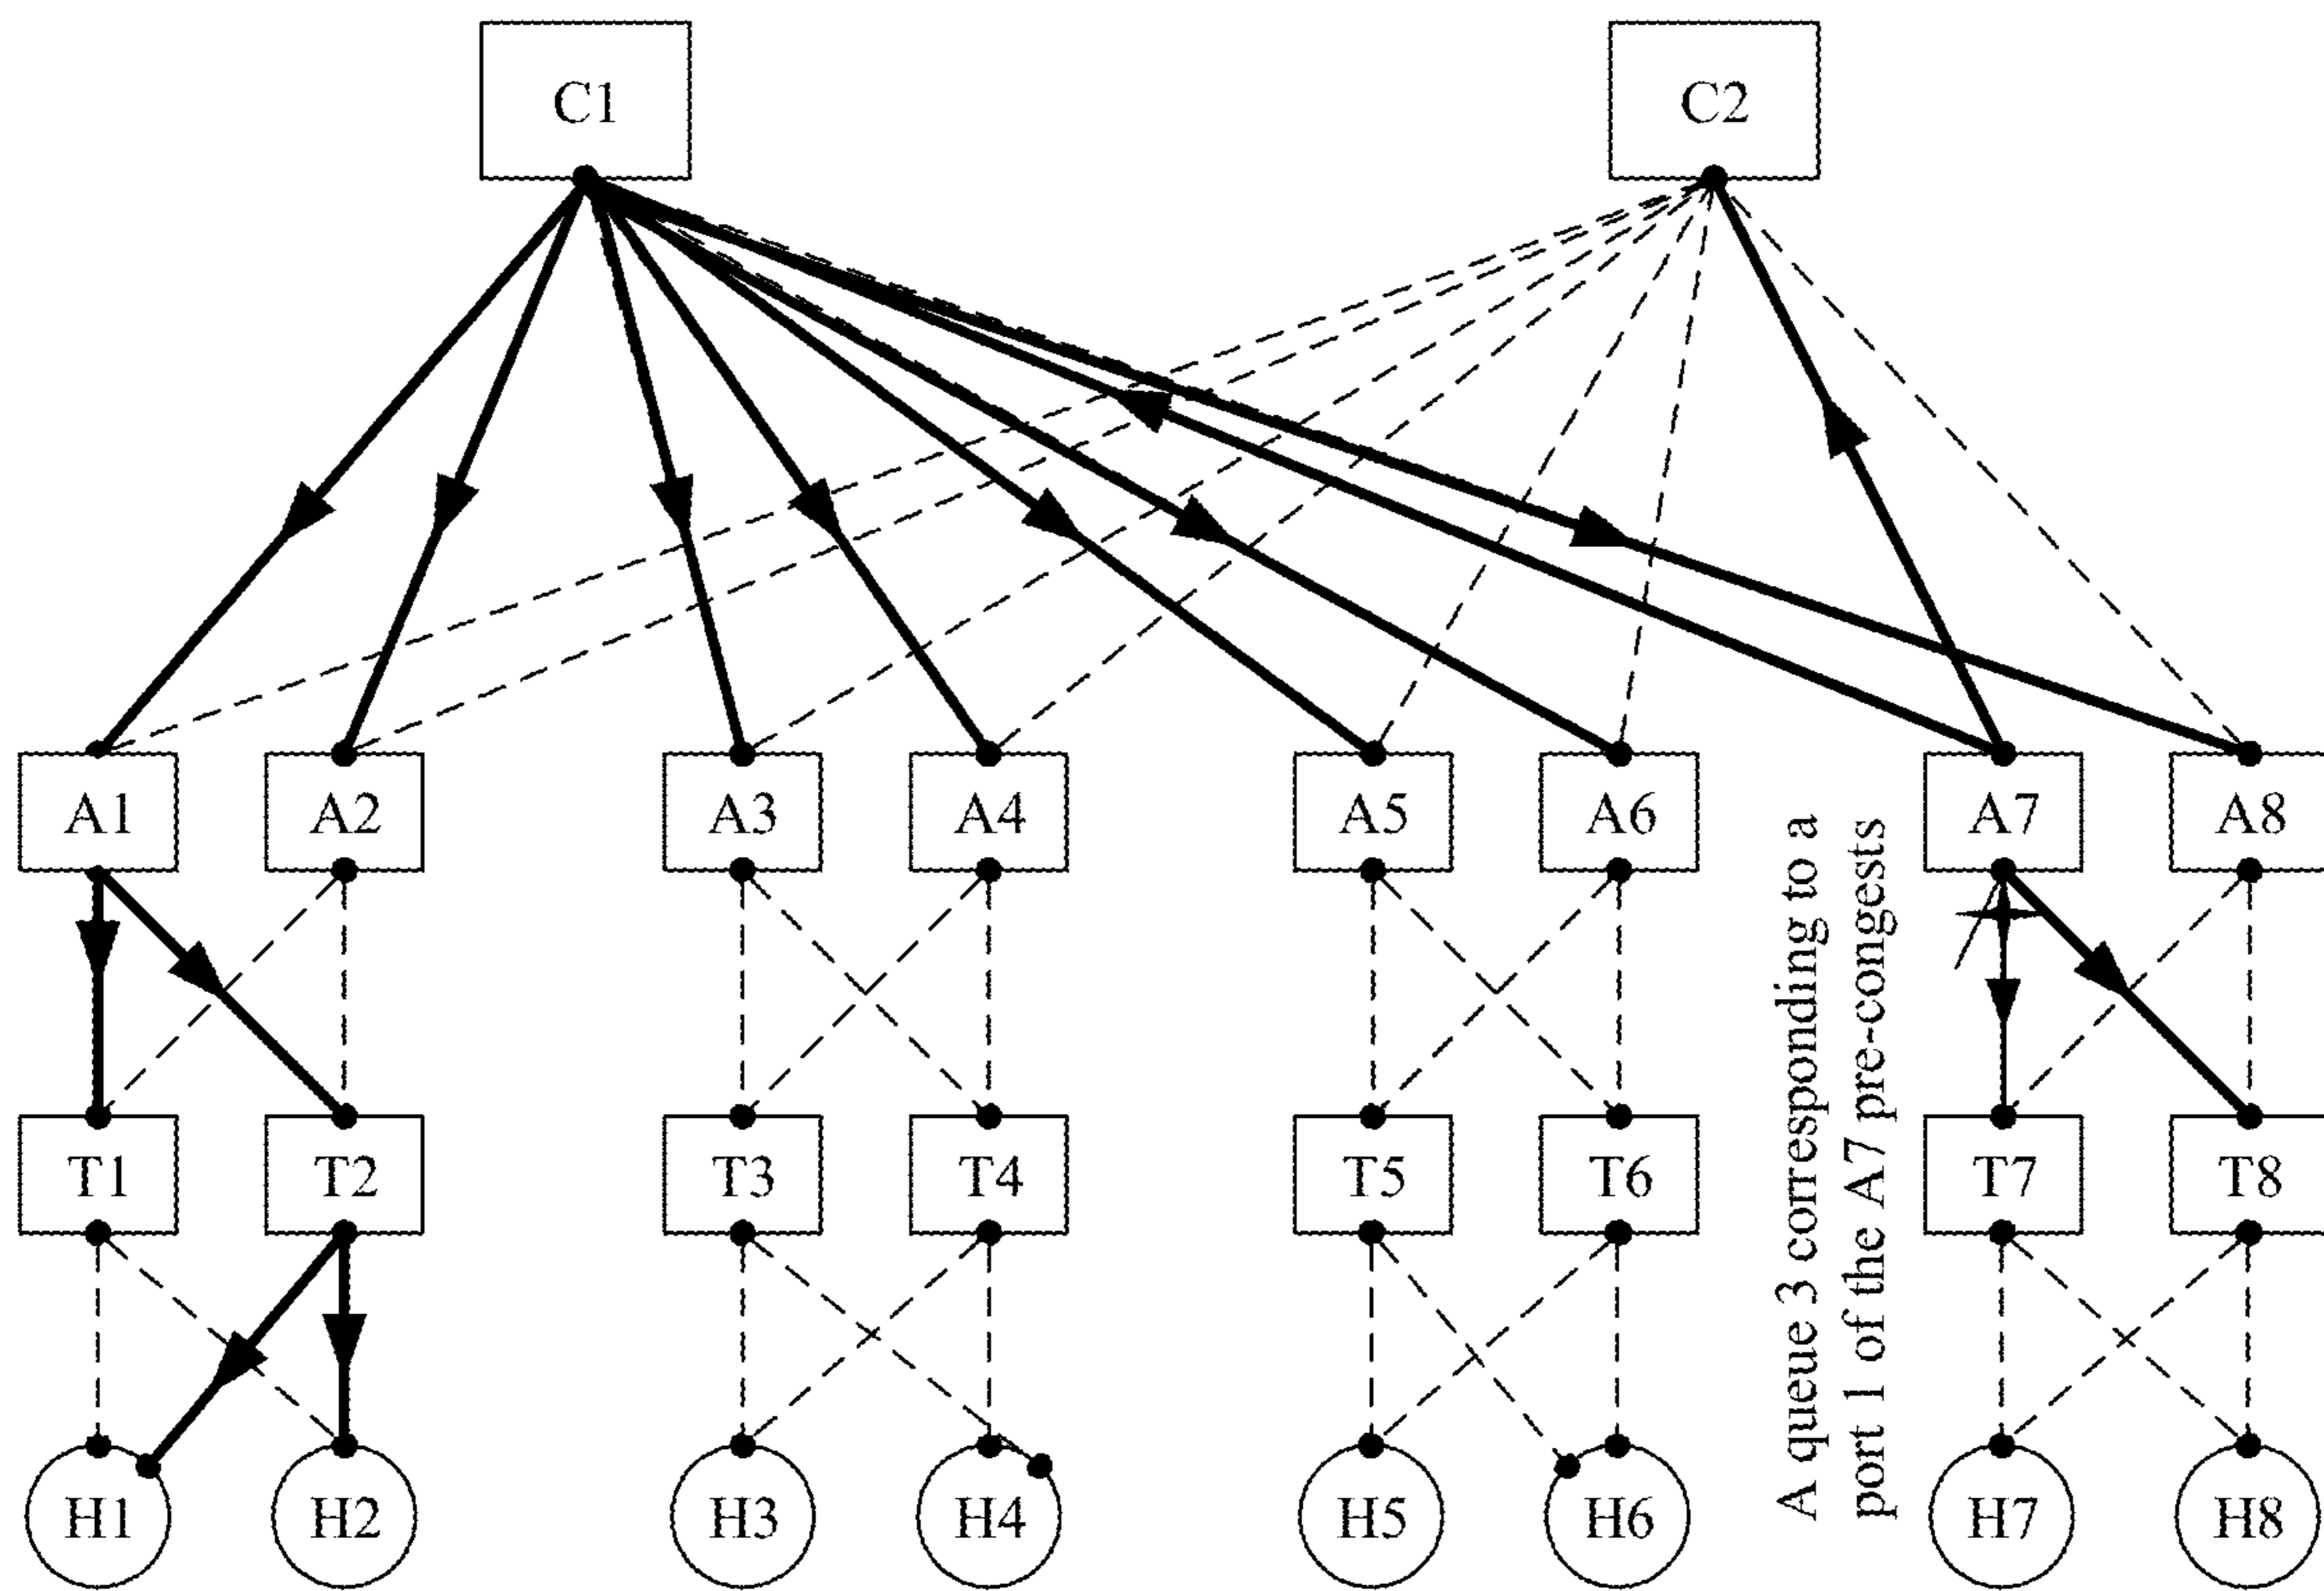 C1
C2
A1
A2
A3
A4
A5
A6
A7
A8
A queue 3 corresponding to a
port 1 of the A7 pre-congests
T1
T2
T3
T4
T5
T6
T7
T8
H1
H2
H3
H4
H5
H6
H7
H8